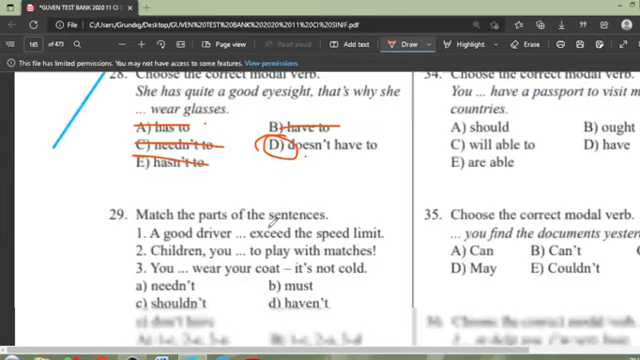 *GUVEN%20TEST%20BANK%202020%2011%20CI%20SINIF.
File | C:/Users/Grundig/Desktop/GUVEN%20TEST%20BANK%202020%2011%20CI%20SINIF.pdf
165 of 473
Page view
Read aloud
Add text
Draw
Highlight
Erase
This file has limited permissions. You may not have access to some features. View permissions
28. Choose the correct modal verb.
She has quite a good eyesight, that's why she
... wear glasses.
A) has to B) have to
C) needn't to D) doesn't have to
E) hasn't to
29. Match the parts of the sentences.
1. A good driver ... exceed the speed limit.
2. Children, you ... to play with matches!
3. You ... wear your coat – it's not cold.
a) needn't b) must
c) shouldn't d) haven't
34. Choose the correct modal verb.
You ... have a passport to visit m
countries.
A) should B) ought
C) will able to D) have
E) are able
35. Choose the correct modal verb.
... you find the documents yester
A) Can B) Can't
D) May E) Couldn't